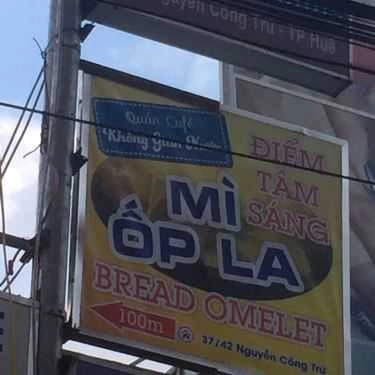 Nguyễn Công Trứ - TP Huế
Quán Café
Không Gian Xanh
ĐIỂM
TÂM
SÁNG
MÌ
ỐP LA
BREAD OMELET
100m
37/42 Nguyễn Công Trứ